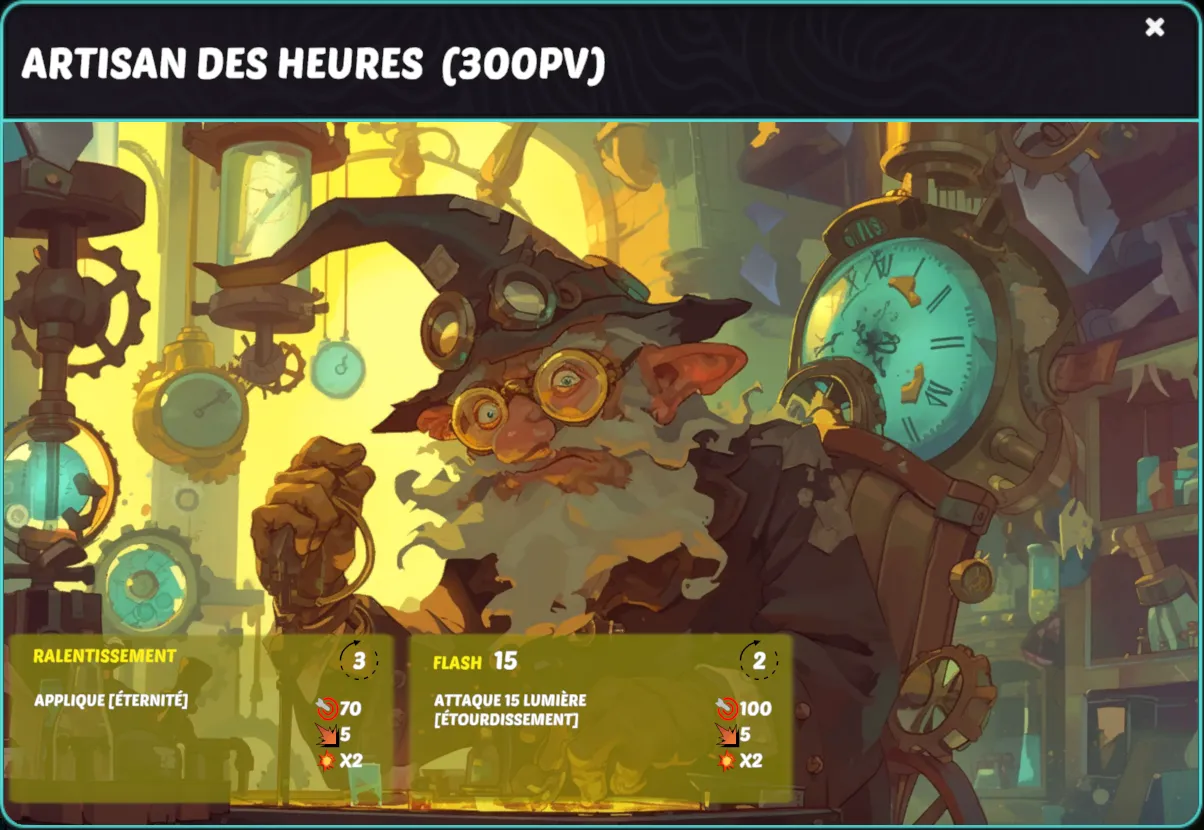 ARTISAN DES HEURES (300PV)
RALENTISSEMENT
3
APPLIQUE [ÉTERNITÉ]
70
5
X2
FLASH 15
2
ATTAQUE 15 LUMIÈRE
[ÉTOURDISSEMENT]
100
5
X2